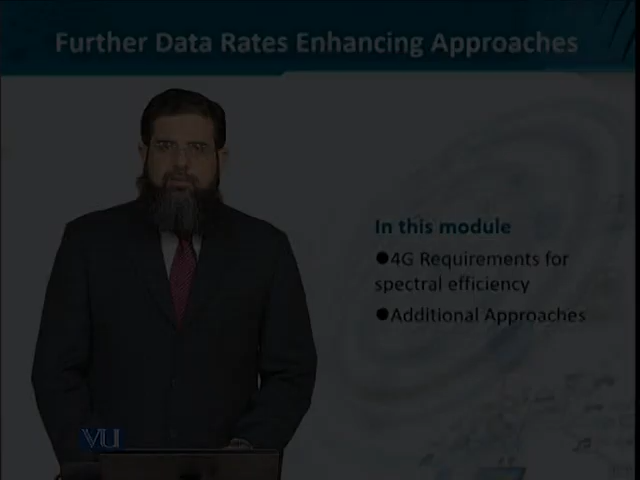 Further Data Rates Enhancing Approaches
In this module
●4G Requirements for
spectral efficiency
●Additional Approaches
VU